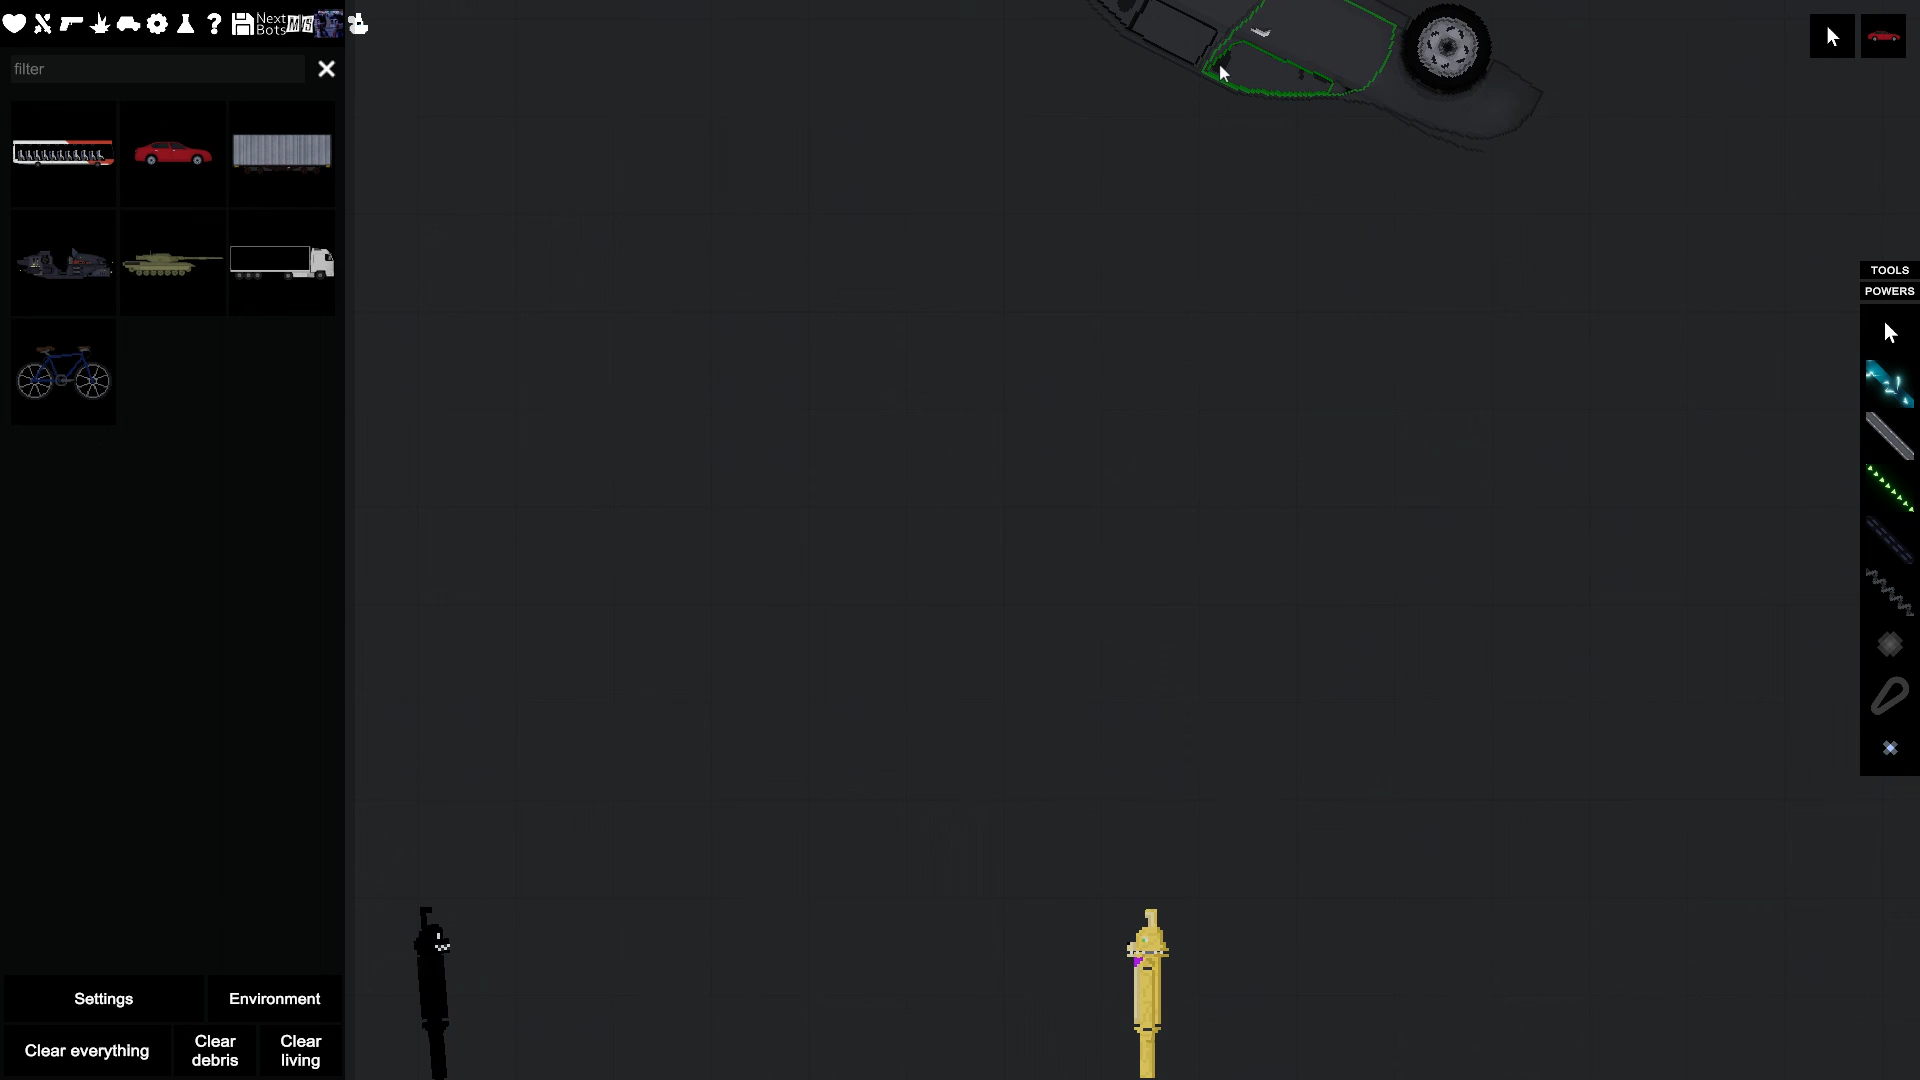 ?
Next
Bots
filter
TOOLS
POWERS
Settings
Environment
Clear everything
Clear
debris
Clear
living